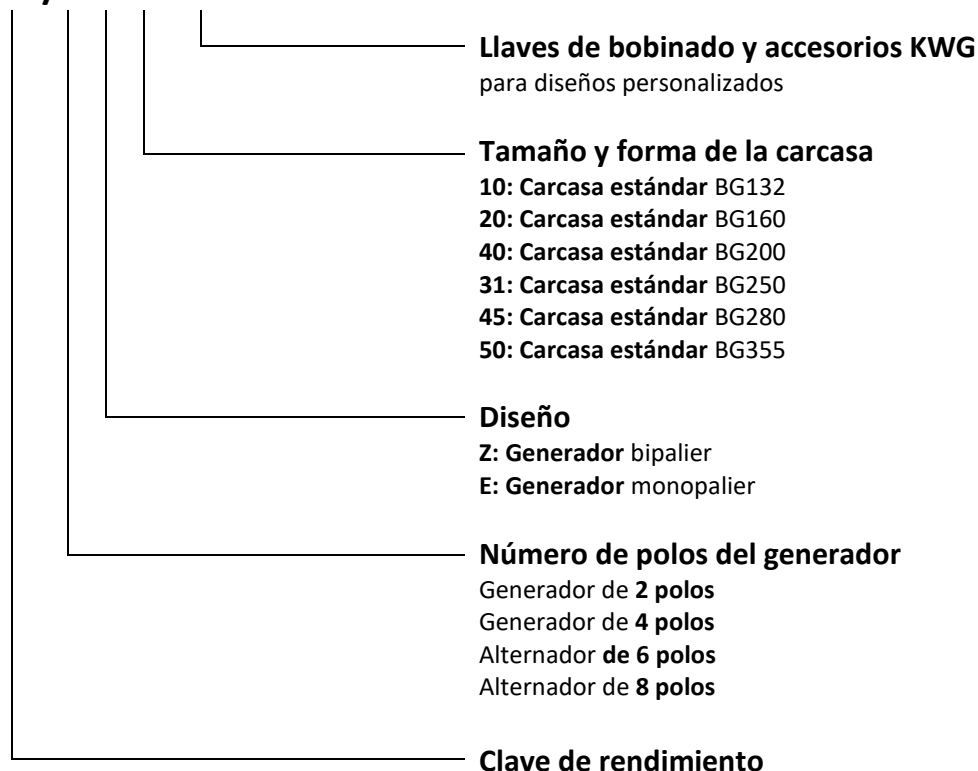 Llaves de bobinado y accesorios KWG
para diseños personalizados
Tamaño y forma de la carcasa
10: Carcasa estándar BG132
20: Carcasa estándar BG160
40: Carcasa estándar BG200
31: Carcasa estándar BG250
45: Carcasa estándar BG280
50: Carcasa estándar BG355
Diseño
Z: Generador bipalier
E: Generador monopalier
Número de polos del generador
Generador de 2 polos
Generador de 4 polos
Alternador de 6 polos
Alternador de 8 polos
Clave de rendimiento